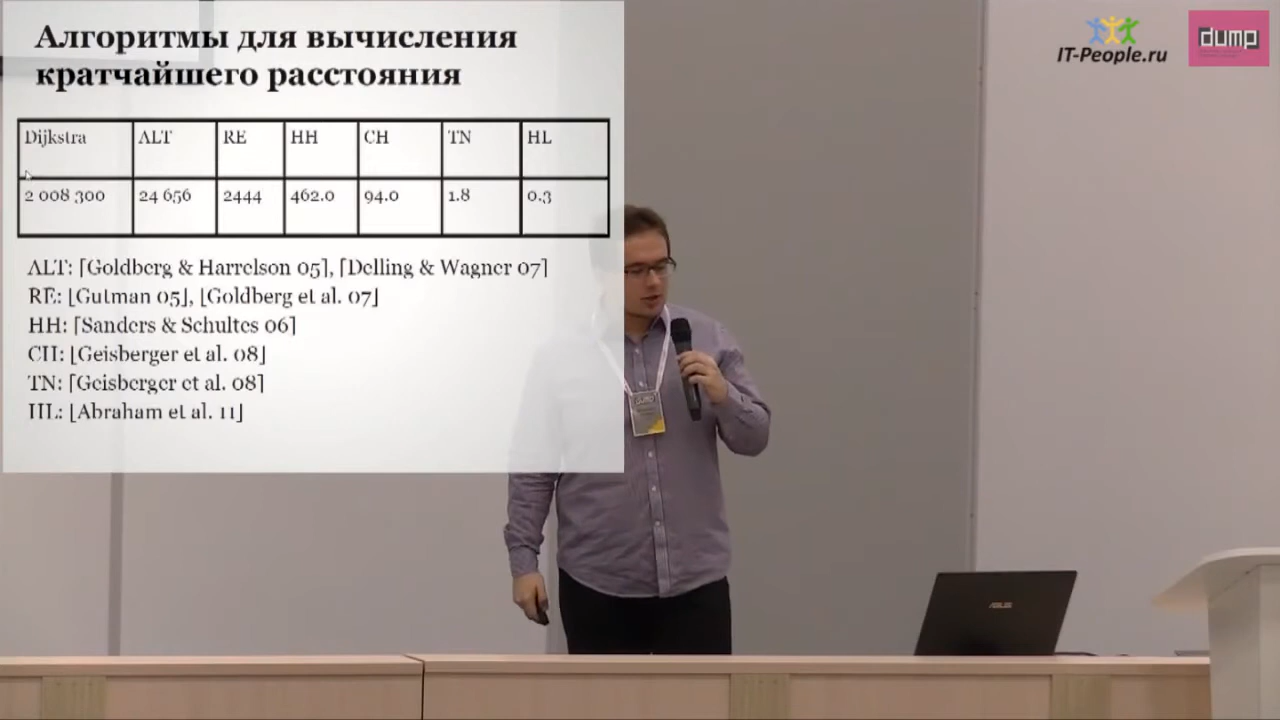 Алгоритмы для вычисления
кратчайшего расстояния
Dijkstra ALT RE HH CH TN HL
2 008 300 24 656 2444 462.0 94.0 1.8 0.3
ALT: [Goldberg & Harrelson 05], [Delling & Wagner 07]
RE: [Gutman 05], [Goldberg et al. 07]
HH: [Sanders & Schultes 06]
CH: [Geisberger et al. 08]
TN: [Geisberger et al. 08]
HL: [Abraham et al. 11]
IT-People.ru
dump
dump
ASUS